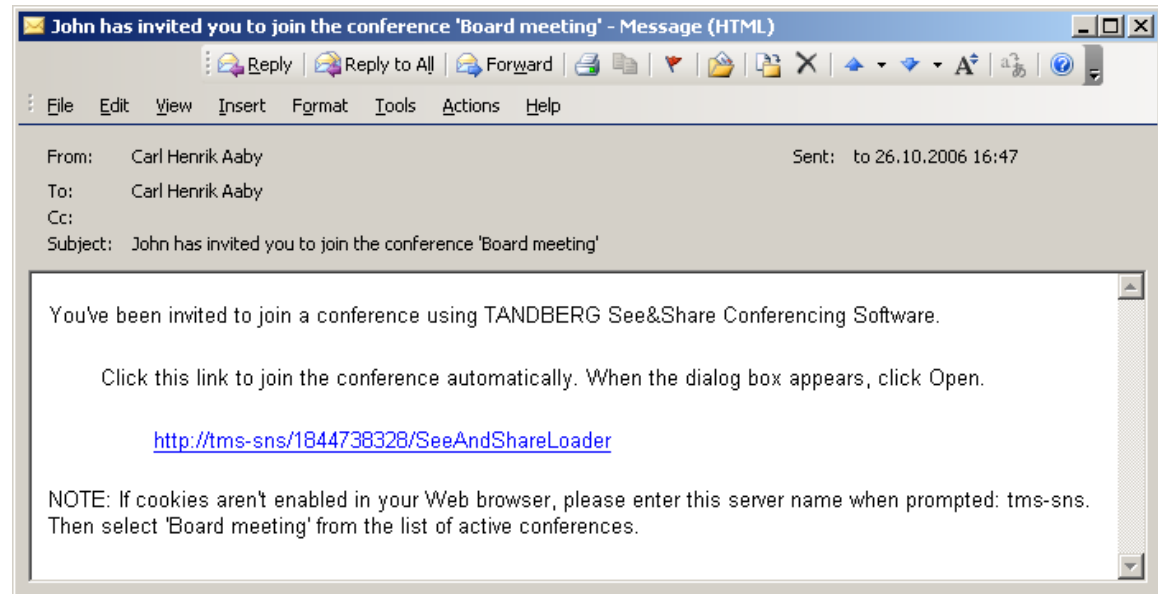 John has invited you to join the conference 'Board meeting' - Message (HTML)
Reply Reply to All Forward
File Edit View Insert Format Tools Actions Help
From: Carl Henrik Aaby Sent: to 26.10.2006 16:47
To: Carl Henrik Aaby
Cc:
Subject: John has invited you to join the conference 'Board meeting'
You've been invited to join a conference using TANDBERG See&Share Conferencing Software.
Click this link to join the conference automatically. When the dialog box appears, click Open.
http://tms-sns/1844738328/SeeAndShareLoader
NOTE: If cookies aren't enabled in your Web browser, please enter this server name when prompted: tms-sns.
Then select 'Board meeting' from the list of active conferences.